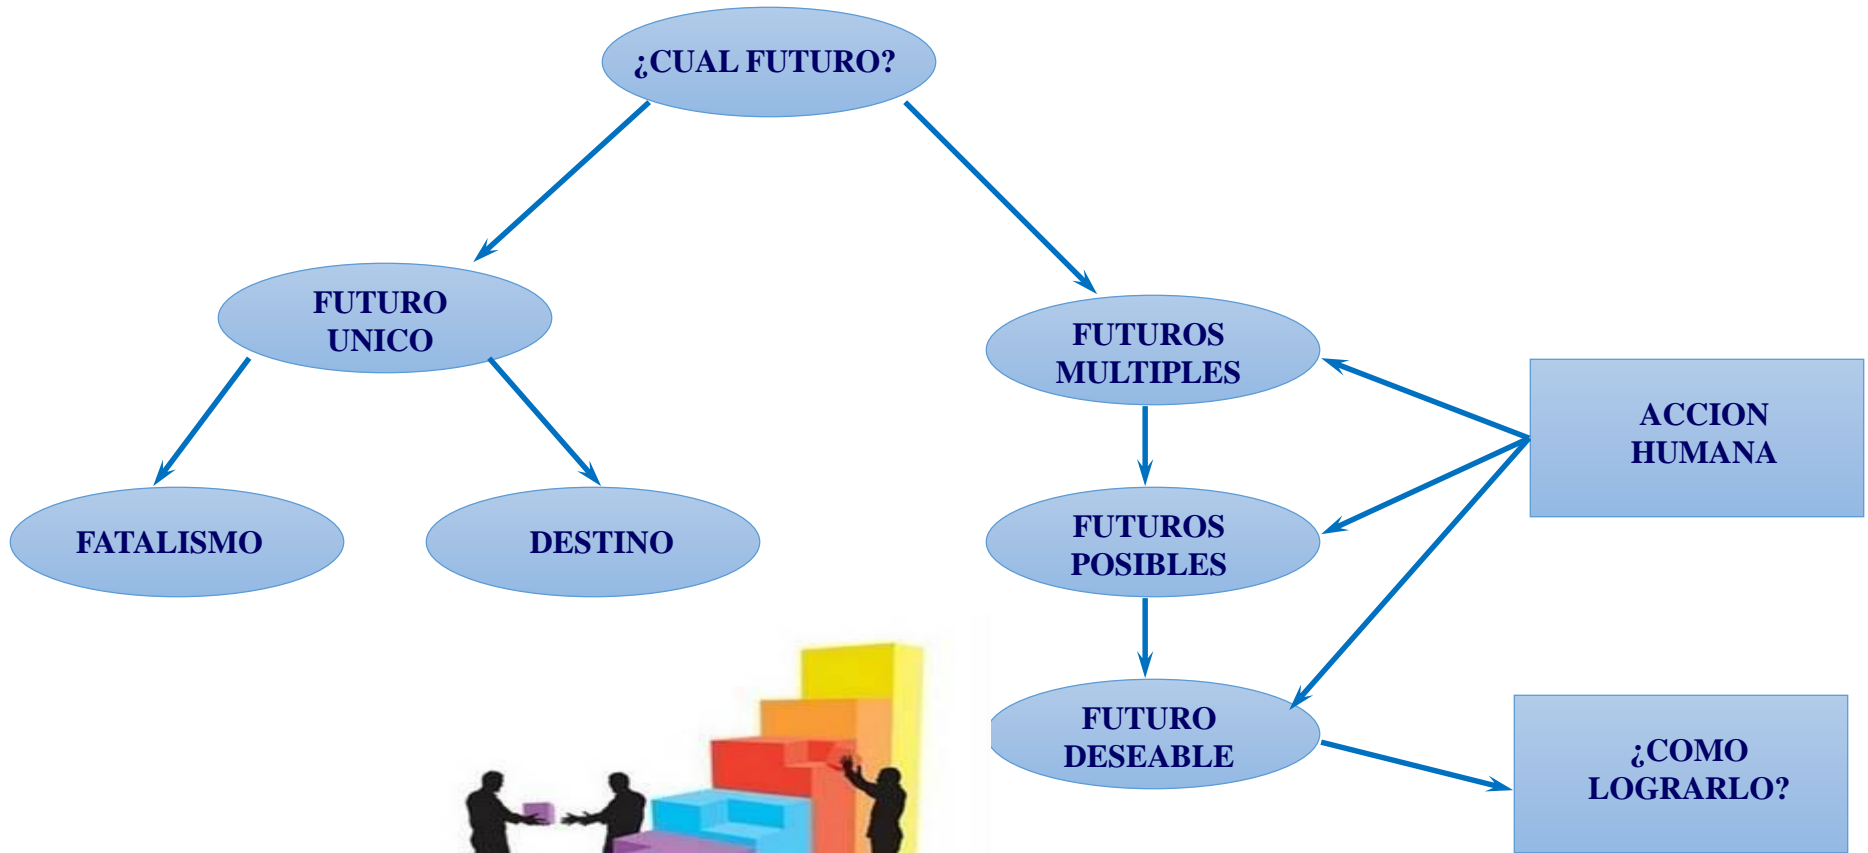 ¿CUAL FUTURO?
FUTURO
UNICO
FUTUROS
MULTIPLES
ACCION
HUMANA
FATALISMO
DESTINO
FUTUROS
POSIBLES
FUTURO
DESEABLE
¿COMO
LOGRARLO?